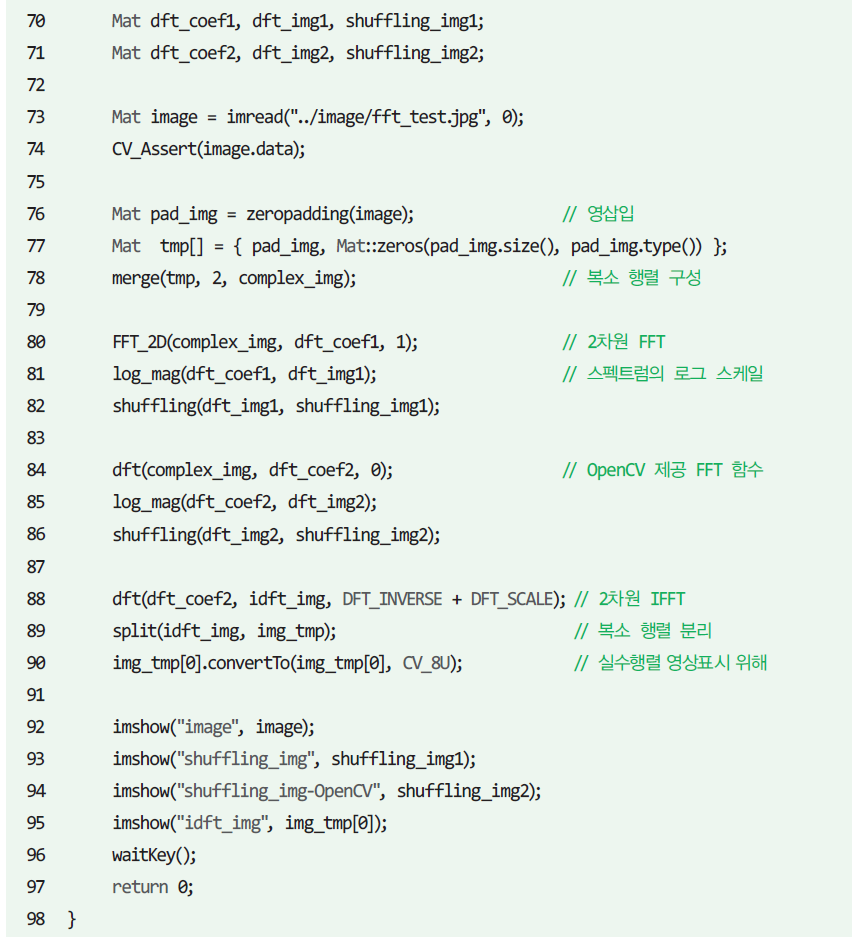 70 Mat dft_coef1, dft_img1, shuffling_img1;
71 Mat dft_coef2, dft_img2, shuffling_img2;
72
73 Mat image = imread("../image/fft_test.jpg", 0);
74 CV_Assert(image.data);
75
76 Mat pad_img = zeropadding(image); // 영삽입
77 Mat tmp[] = { pad_img, Mat::zeros(pad_img.size(), pad_img.type()) };
78 merge(tmp, 2, complex_img); // 복소 행렬 구성
79
80 FFT_2D(complex_img, dft_coef1, 1); // 2차원 FFT
81 log_mag(dft_coef1, dft_img1); // 스펙트럼의 로그 스케일
82 shuffling(dft_img1, shuffling_img1);
83
84 dft(complex_img, dft_coef2, 0); // OpenCV 제공 FFT 함수
85 log_mag(dft_coef2, dft_img2);
86 shuffling(dft_img2, shuffling_img2);
87
88 dft(dft_coef2, idft_img, DFT_INVERSE + DFT_SCALE); // 2차원 IFFT
89 split(idft_img, img_tmp); // 복소 행렬 분리
90 img_tmp[0].convertTo(img_tmp[0], CV_8U); // 실수행렬 영상표시 위해
91
92 imshow("image", image);
93 imshow("shuffling_img", shuffling_img1);
94 imshow("shuffling_img-OpenCV", shuffling_img2);
95 imshow("idft_img", img_tmp[0]);
96 waitKey();
97 return 0;
98 }